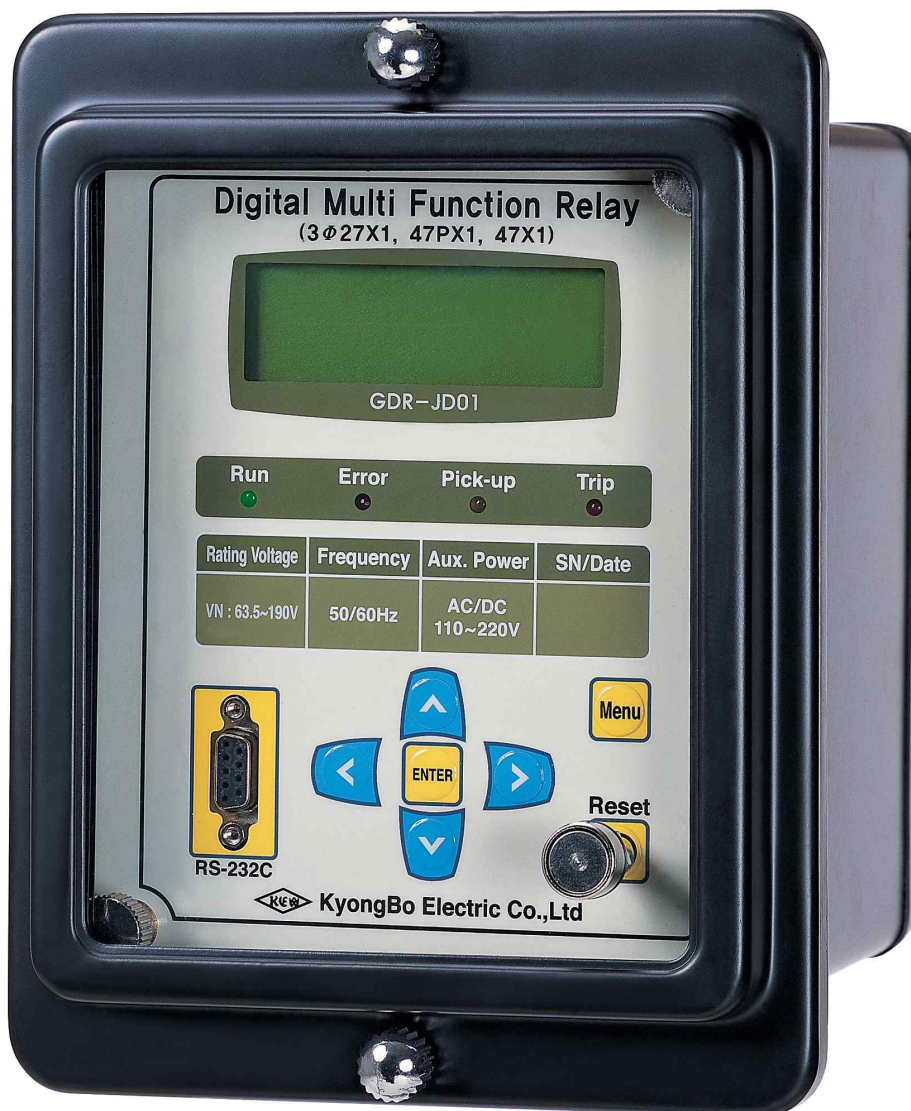 Digital Multi Function Relay
(3Φ27X1, 47PX1, 47X1)
GDR-JD01
Run Error Pick-up Trip
Rating Voltage Frequency Aux. Power SN/Date
VN : 63.5~190V 50/60Hz AC/DC
110~220V
Menu
ENTER
Reset
RS-232C
KEW KyongBo Electric Co.,Ltd